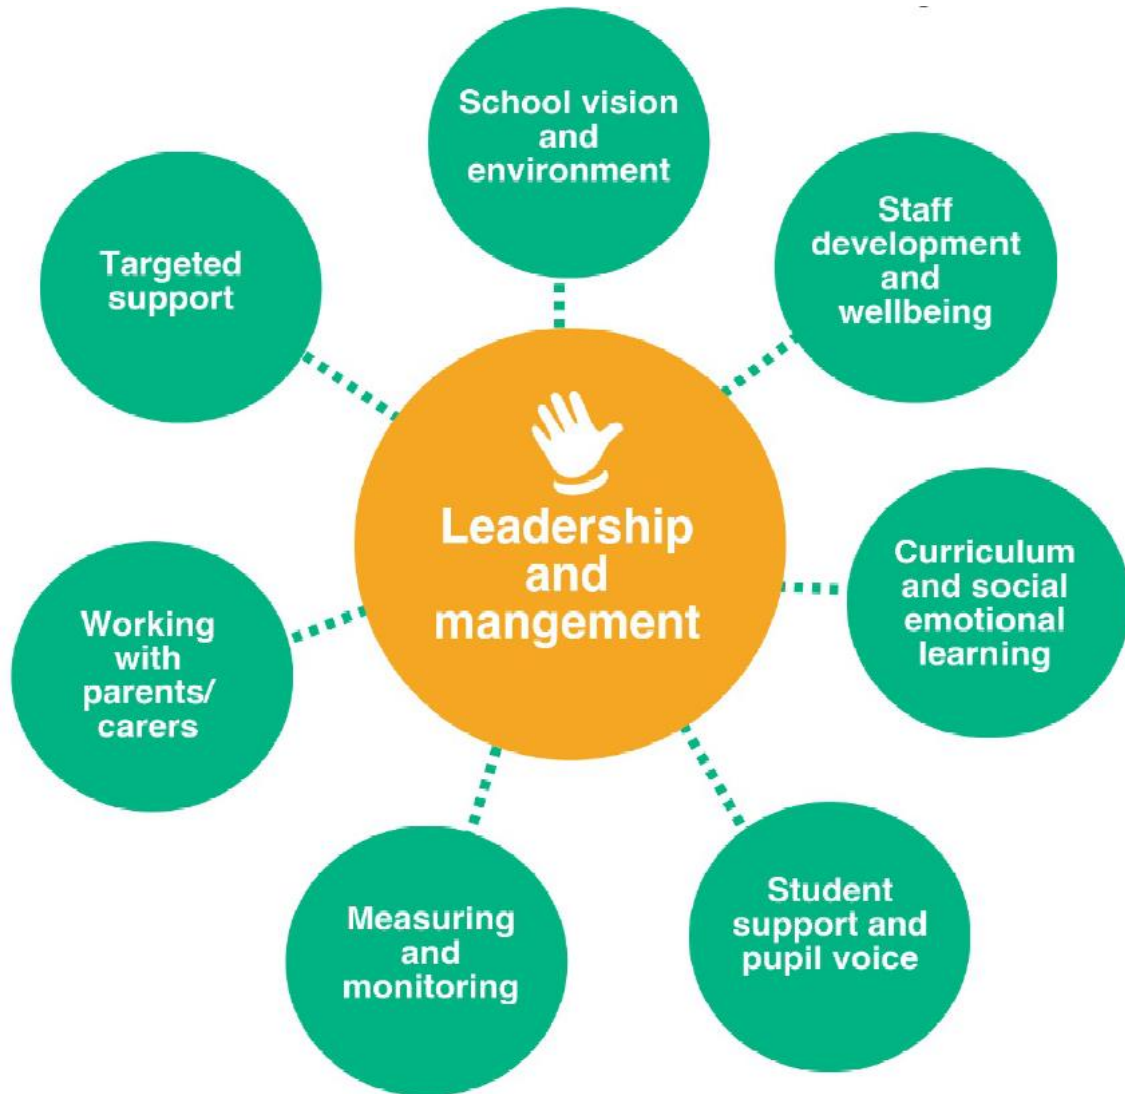 School vision
and
environment
Staff
development
and
wellbeing
Targeted
support
Leadership
and
mangement
Curriculum
and social
emotional
learning
Working
with
parents/
carers
Student
support and
pupil voice
Measuring
and
monitoring